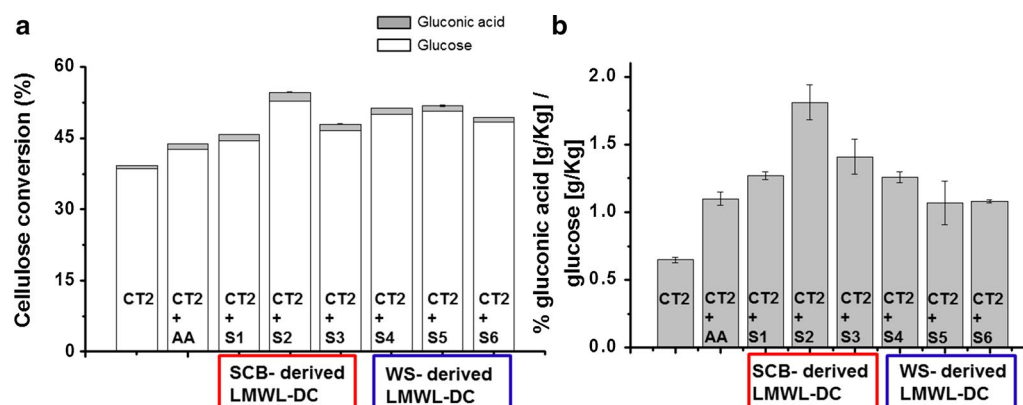 a
Gluconic acid
Glucose
Cellulose conversion (%)
60
45
30
15
0
CT2
CT2 + AA
CT2 + S1
CT2 + S2
CT2 + S3
CT2 + S4
CT2 + S5
CT2 + S6
SCB- derived
LMWL-DC
WS- derived
LMWL-DC
b
% gluconic acid [g/Kg] /
glucose [g/Kg]
2.0
1.5
1.0
0.5
0.0
CT2
CT2 + AA
CT2 + S1
CT2 + S2
CT2 + S3
CT2 + S4
CT2 + S5
CT2 + S6
SCB- derived
LMWL-DC
WS- derived
LMWL-DC